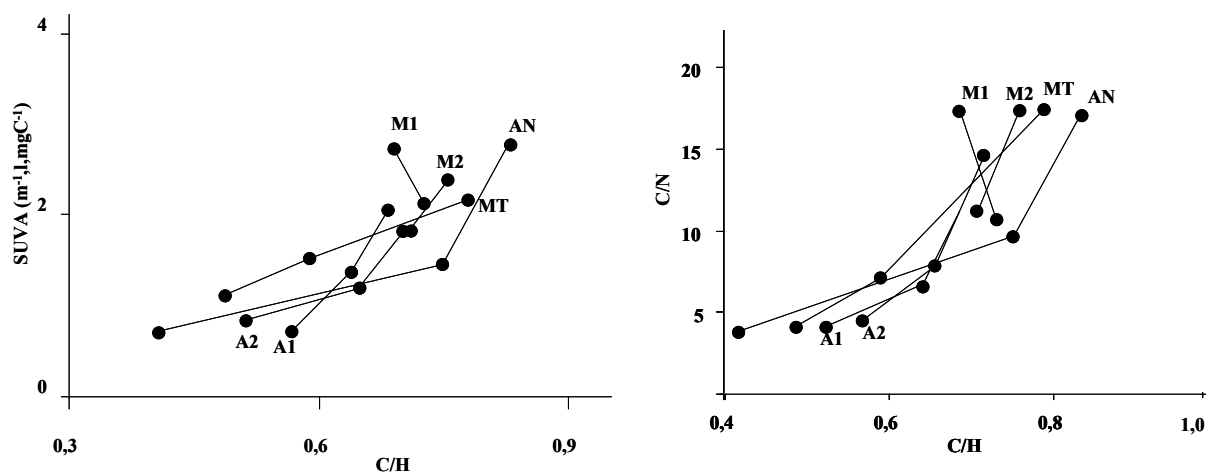 4
SUVA (m⁻¹,l,mgC⁻¹)
2
0
M1
AN
M2
MT
A2
A1
0,3
0,6
0,9
C/H
20
15
C/N
10
5
M1
M2
MT
AN
A1
A2
0,4
0,6
0,8
1,0
C/H